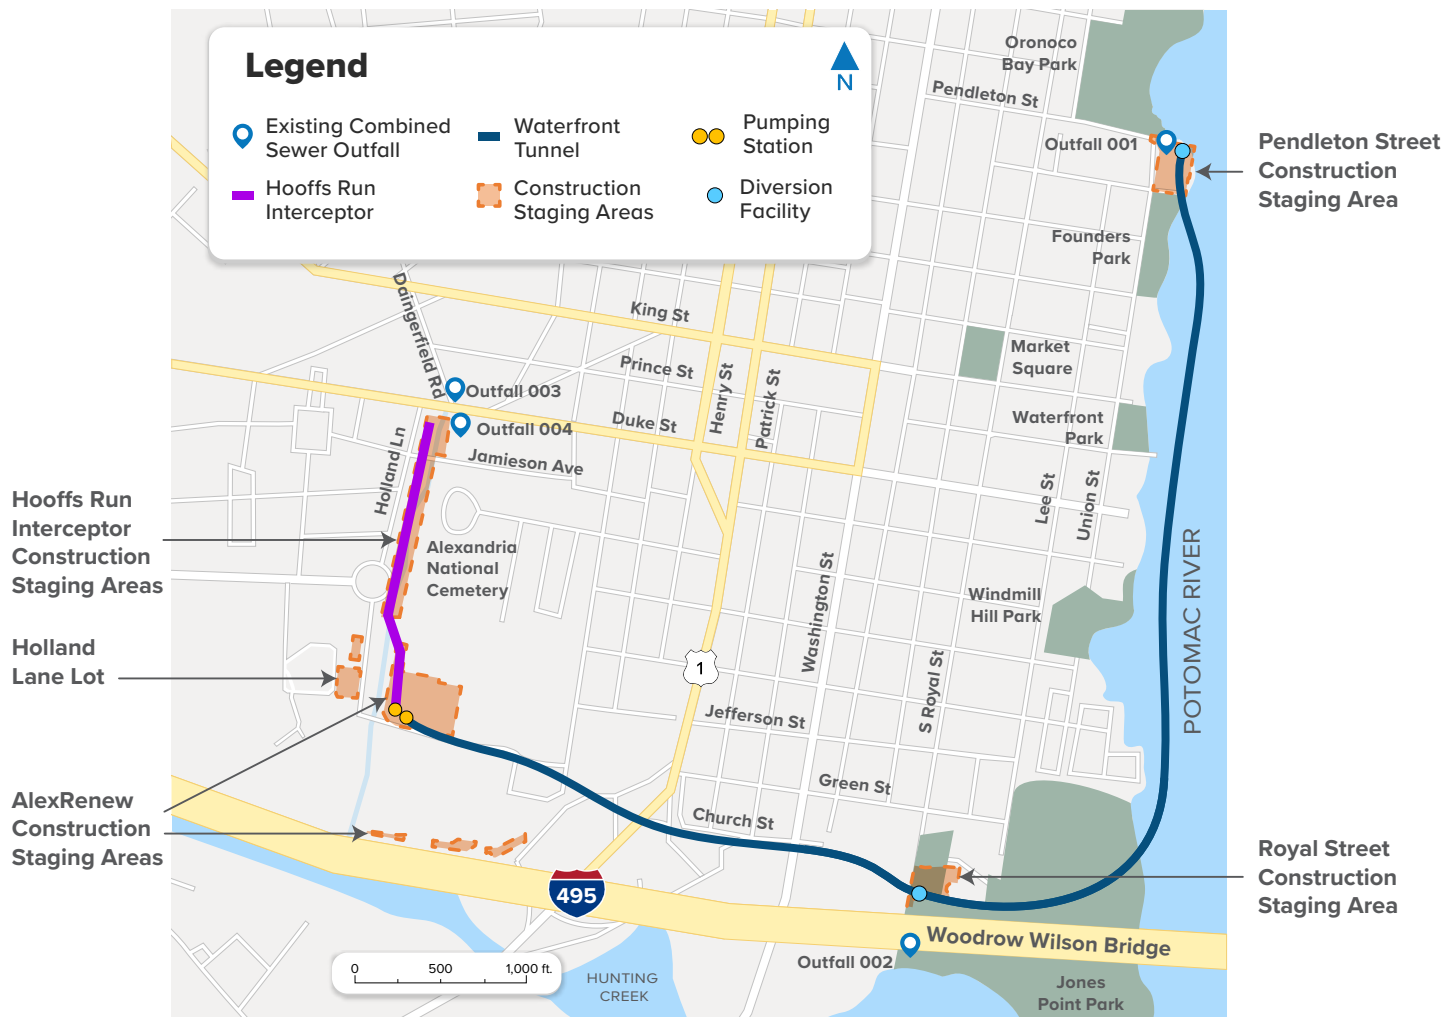 Legend
N
Existing Combined
Sewer Outfall
Waterfront
Tunnel
Pumping
Station
Hooffs Run
Interceptor
Construction
Staging Areas
Diversion
Facility
Oronoco
Bay Park
Pendleton St
Outfall 001
Pendleton Street
Construction
Staging Area
Founders
Park
Daingerfield Rd
King St
Prince St
Henry St
Patrick St
Market
Square
Outfall 003
Outfall 004
Duke St
Waterfront
Park
Holland Ln
Jamieson Ave
Lee St
Union St
Hooffs Run
Interceptor
Construction
Staging Areas
Alexandria
National
Cemetery
Washington St
Windmill
Hill Park
POTOMAC RIVER
Holland
Lane Lot
1
S Royal St
Jefferson St
Green St
AlexRenew
Construction
Staging Areas
Church St
Royal Street
Construction
Staging Area
495
Woodrow Wilson Bridge
Outfall 002
0 500 1,000 ft.
HUNTING
CREEK
Jones
Point Park